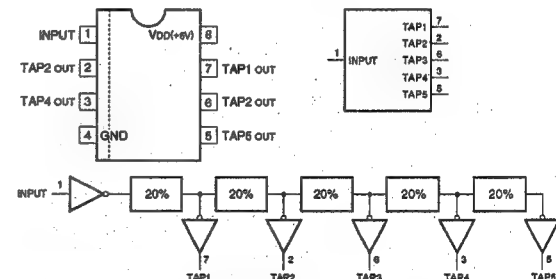 INPUT 1 VDD(+5V) 8
TAP2 OUT 2 7 TAP1 OUT
TAP4 OUT 3 6 TAP2 OUT
4 GND 5 TAP5 OUT
TAP1 7
TAP2 2
1 INPUT TAP3 6
TAP4 3
TAP5 5
INPUT 1 20% 20% 20% 20% 20%
7 2 6 3 5
TAP1 TAP2 TAP3 TAP4 TAP5